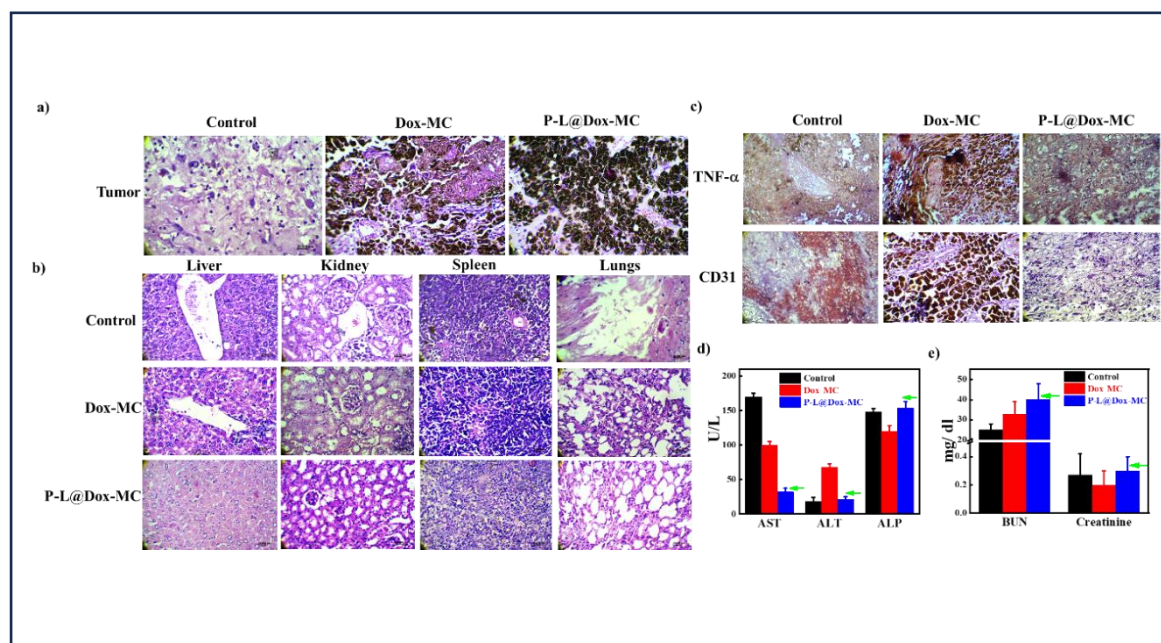 a)
Control Dox-MC P-L@Dox-MC
Tumor
b)
Liver Kidney Spleen Lungs
Control
Dox-MC
P-L@Dox-MC
c)
Control Dox-MC P-L@Dox-MC
TNF-α
CD31
d)
Control
Dox-MC
P-L@Dox-MC
U/L
200
150
100
50
0
AST ALT ALP
e)
Control
Dox-MC
P-L@Dox-MC
mg/ dl
50
40
30
20
0.4
0.2
0.0
BUN Creatinine